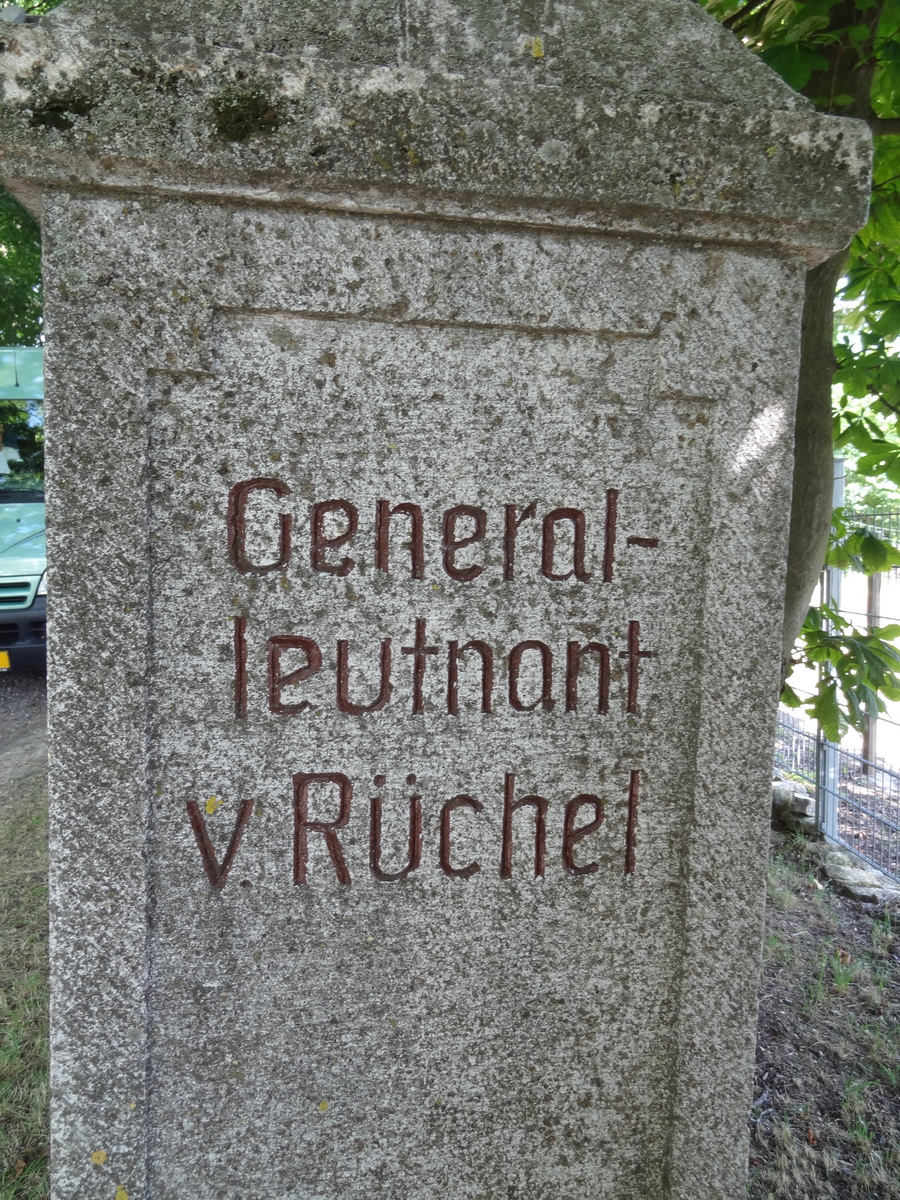 General-
leutnant
v. Rüchel